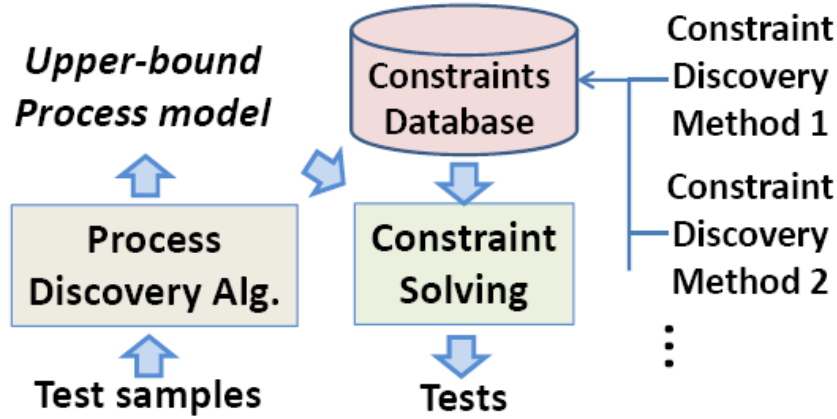 Upper-bound
Process model
Constraints
Database
Constraint
Discovery
Method 1
Constraint
Discovery
Method 2
Process
Discovery Alg.
Constraint
Solving
Test samples
Tests